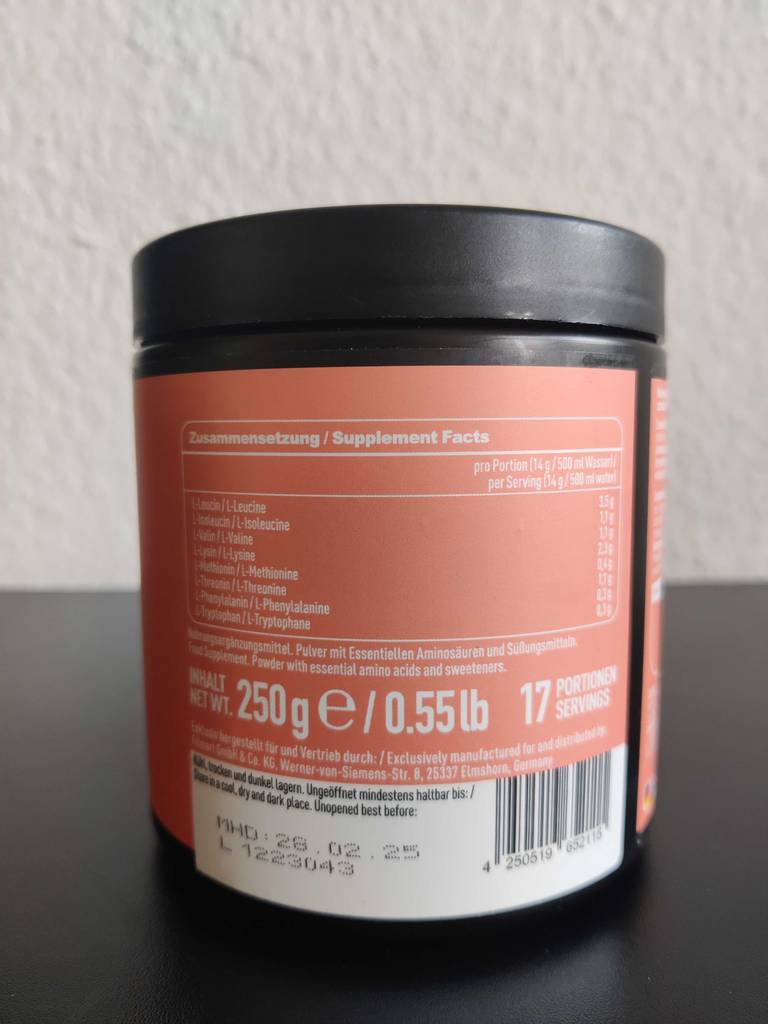 Zusammensetzung / Supplement Facts
pro Portion (14 g / 500 ml Wasser) /
per Serving (14 g / 500 ml water)
L-Leucin / L-Leucine 3,5 g
L-Isoleucin / L-Isoleucine 1,1 g
L-Valin / L-Valine 1,1 g
L-Lysin / L-Lysine 2,3 g
L-Methionin / L-Methionine 0,4 g
L-Threonin / L-Threonine 1,1 g
L-Phenylalanin / L-Phenylalanine 0,3 g
L-Tryptophan / L-Tryptophane 0,3 g
Nahrungsergänzungsmittel. Pulver mit Essentiellen Aminosäuren und Süßungsmitteln.
Food Supplement. Powder with essential amino acids and sweeteners.
INHALT
NET WT. 250 g ℮ / 0.55 lb 17 PORTIONEN
SERVINGS
Exklusiv hergestellt für und Vertrieb durch: / Exclusively manufactured for and distributed by:
GmbH & Co. KG, Werner-von-Siemens-Str. 8, 25337 Elmshorn, Germany
Kühl, trocken und dunkel lagern. Ungeöffnet mindestens haltbar bis: /
Store in a cool, dry and dark place. Unopened best before:
MHD: 28.02.25
L 1223043
4 250519 652115